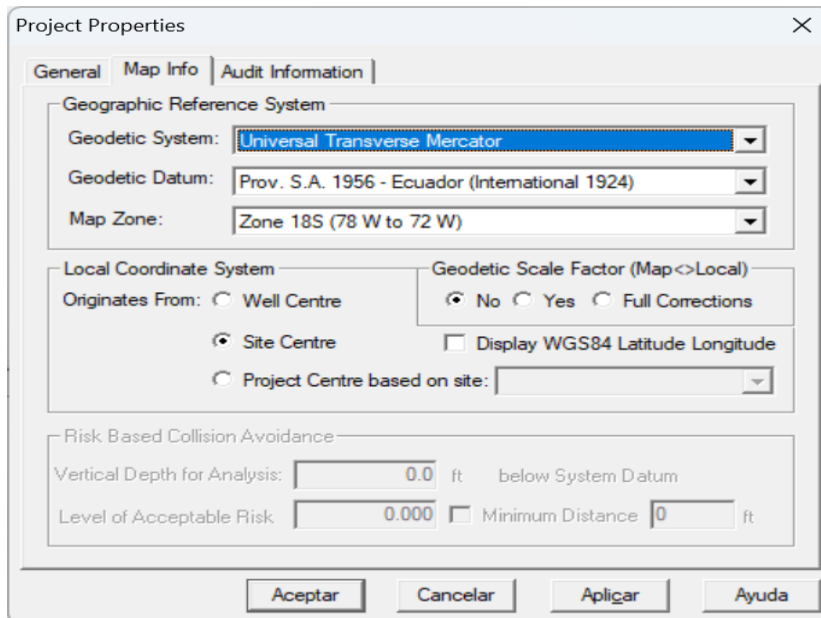 Project Properties
General Map Info Audit Information
Geographic Reference System
Geodetic System: Universal Transverse Mercator
Geodetic Datum: Prov. S.A. 1956 - Ecuador (International 1924)
Map Zone: Zone 18S (78 W to 72 W)
Local Coordinate System Geodetic Scale Factor (Map<>Local)
Originates From: Well Centre No Yes Full Corrections
Site Centre Display WGS84 Latitude Longitude
Project Centre based on site:
Risk Based Collision Avoidance
Vertical Depth for Analysis: 0.0 ft below System Datum
Level of Acceptable Risk 0.000 Minimum Distance 0 ft
Aceptar Cancelar Aplicar Ayuda